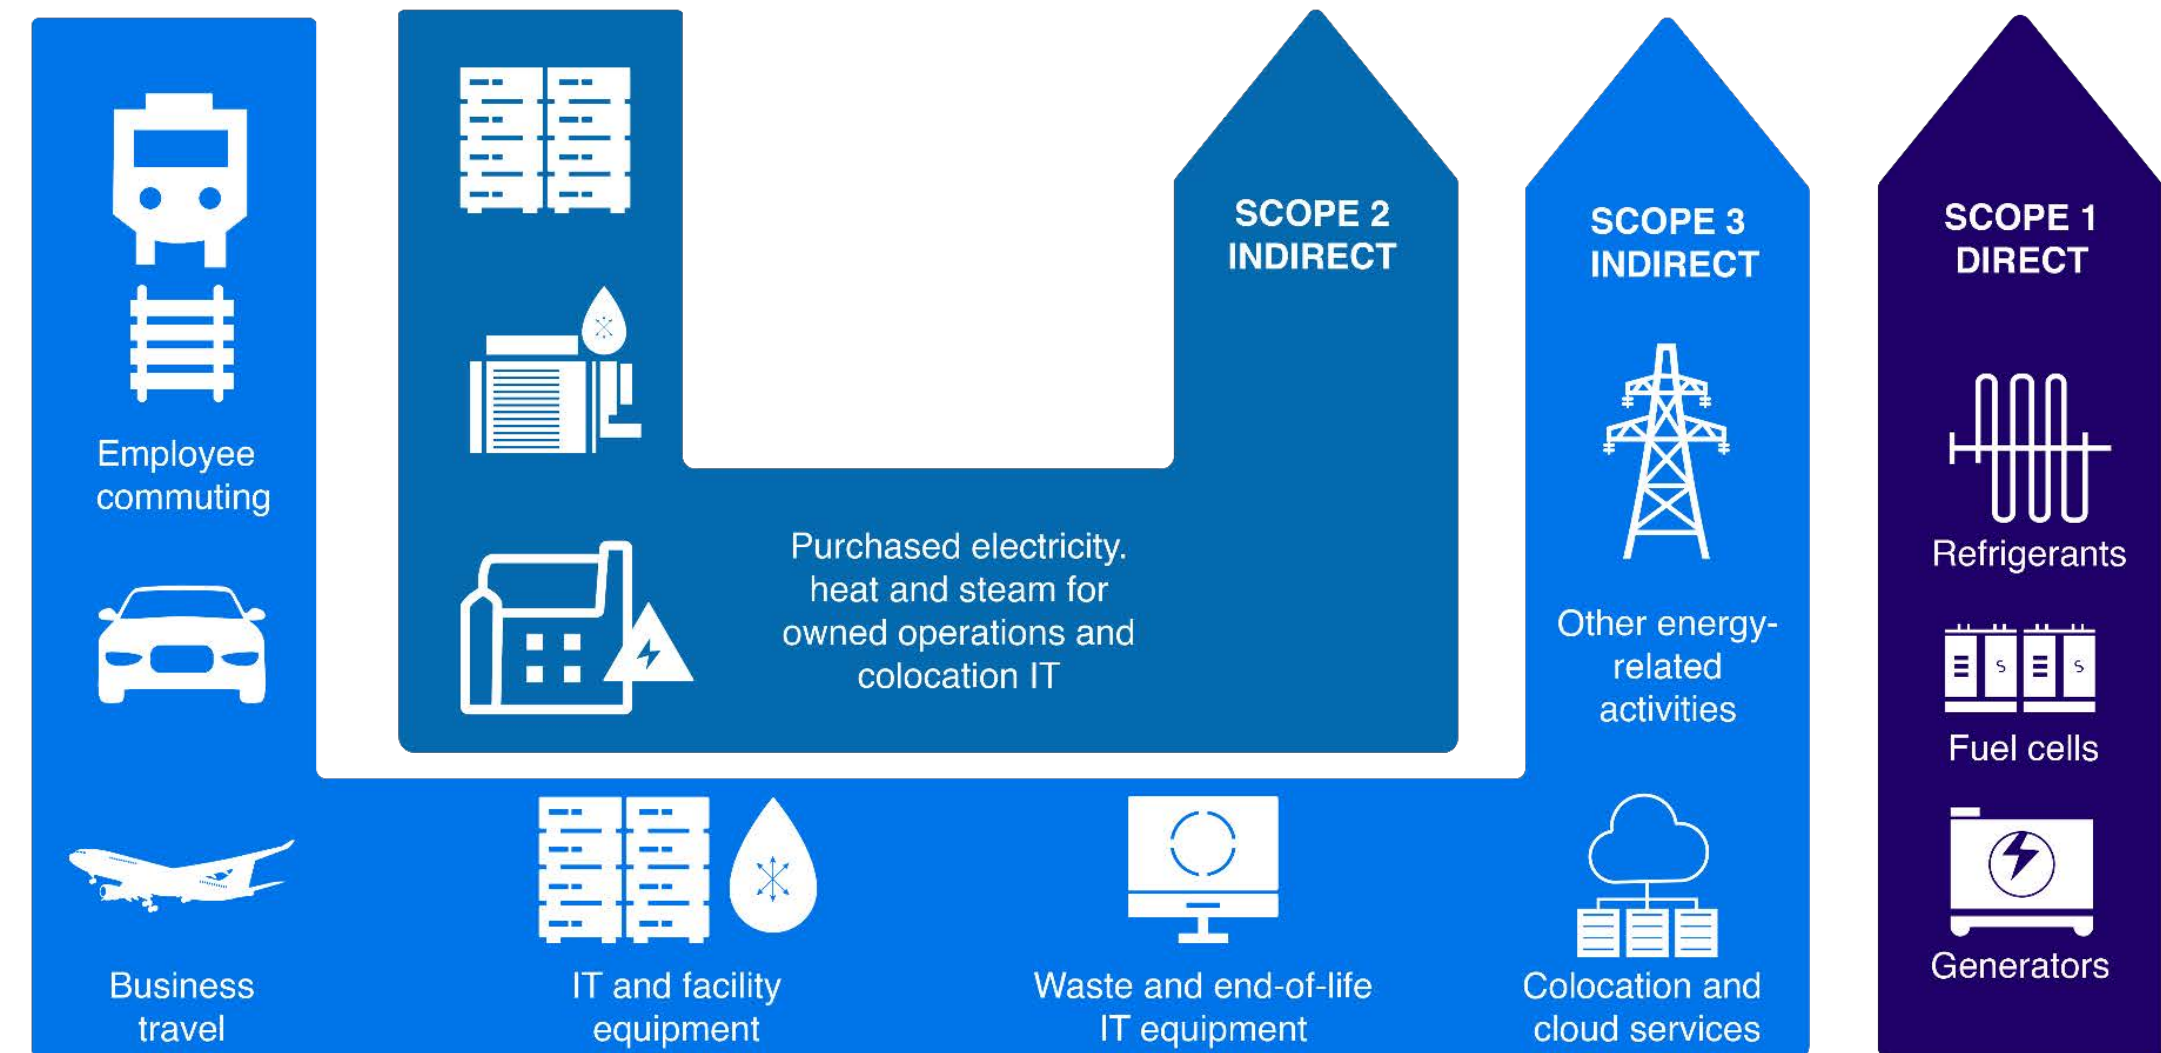 SCOPE 2
INDIRECT
SCOPE 3
INDIRECT
SCOPE 1
DIRECT
Employee
commuting
Purchased electricity.
heat and steam for
owned operations and
colocation IT
Other energy-
related
activities
Refrigerants
Fuel cells
Generators
Business
travel
IT and facility
equipment
Waste and end-of-life
IT equipment
Colocation and
cloud services